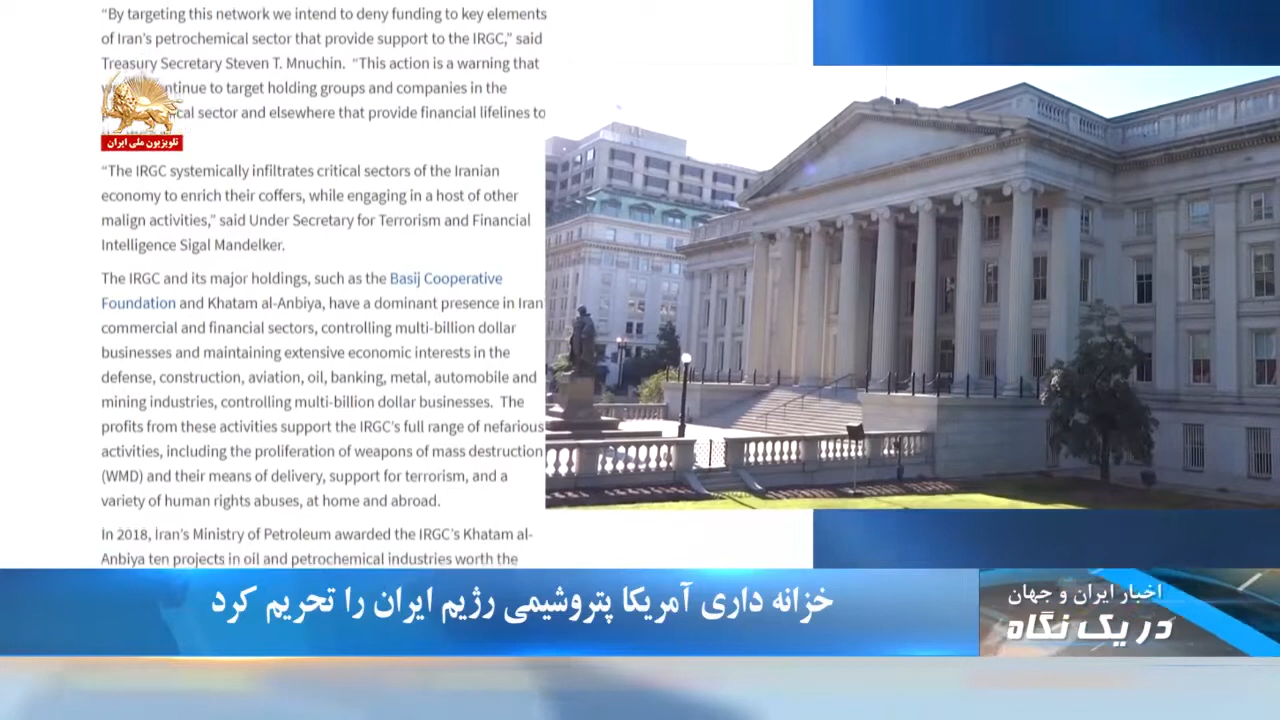 “By targeting this network we intend to deny funding to key elements
of Iran’s petrochemical sector that provide support to the IRGC,” said
Treasury Secretary Steven T. Mnuchin. “This action is a warning that
continue to target holding groups and companies in the
sector and elsewhere that provide financial lifelines to
تلویزیون ملی ایران
“The IRGC systemically infiltrates critical sectors of the Iranian
economy to enrich their coffers, while engaging in a host of other
malign activities,” said Under Secretary for Terrorism and Financial
Intelligence Sigal Mandelker.
The IRGC and its major holdings, such as the Basij Cooperative
Foundation and Khatam al-Anbiya, have a dominant presence in Iran
commercial and financial sectors, controlling multi-billion dollar
businesses and maintaining extensive economic interests in the
defense, construction, aviation, oil, banking, metal, automobile and
mining industries, controlling multi-billion dollar businesses. The
profits from these activities support the IRGC’s full range of nefarious
activities, including the proliferation of weapons of mass destruction
(WMD) and their means of delivery, support for terrorism, and a
variety of human rights abuses, at home and abroad.
In 2018, Iran’s Ministry of Petroleum awarded the IRGC’s Khatam al-
Anbiya ten projects in oil and petrochemical industries worth the
اخبار ایران و جهان
در یک نگاه
خزانه داری آمریکا پتروشیمی رژیم ایران را تحریم کرد